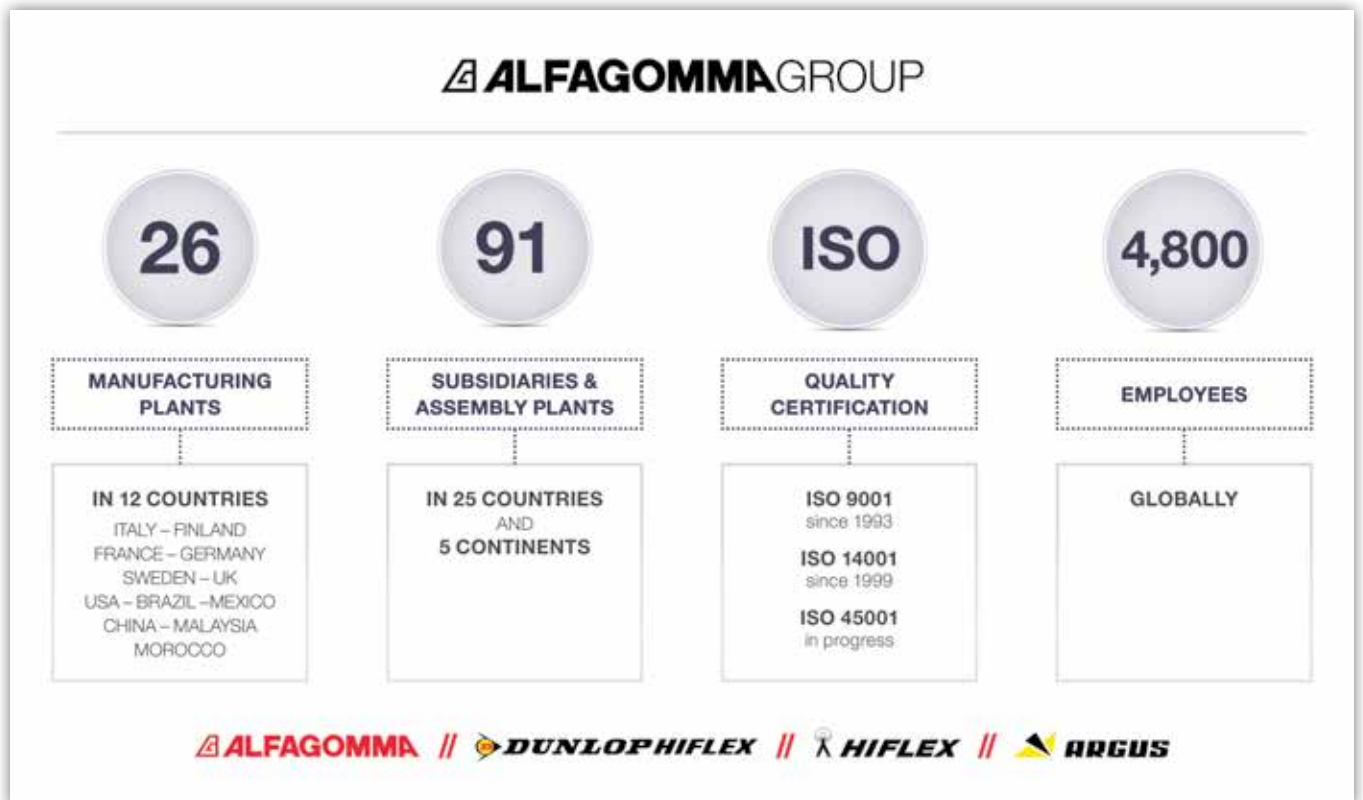 ALFAGOMMAGROUP
26
MANUFACTURING
PLANTS
IN 12 COUNTRIES
ITALY – FINLAND
FRANCE – GERMANY
SWEDEN – UK
USA – BRAZIL –MEXICO
CHINA – MALAYSIA
MOROCCO
91
SUBSIDIARIES &
ASSEMBLY PLANTS
IN 25 COUNTRIES
AND
5 CONTINENTS
ISO
QUALITY
CERTIFICATION
ISO 9001
since 1993
ISO 14001
since 1999
ISO 45001
in progress
4,800
EMPLOYEES
GLOBALLY
ALFAGOMMA // DUNLOPHIFLEX // HIFLEX // ARGUS